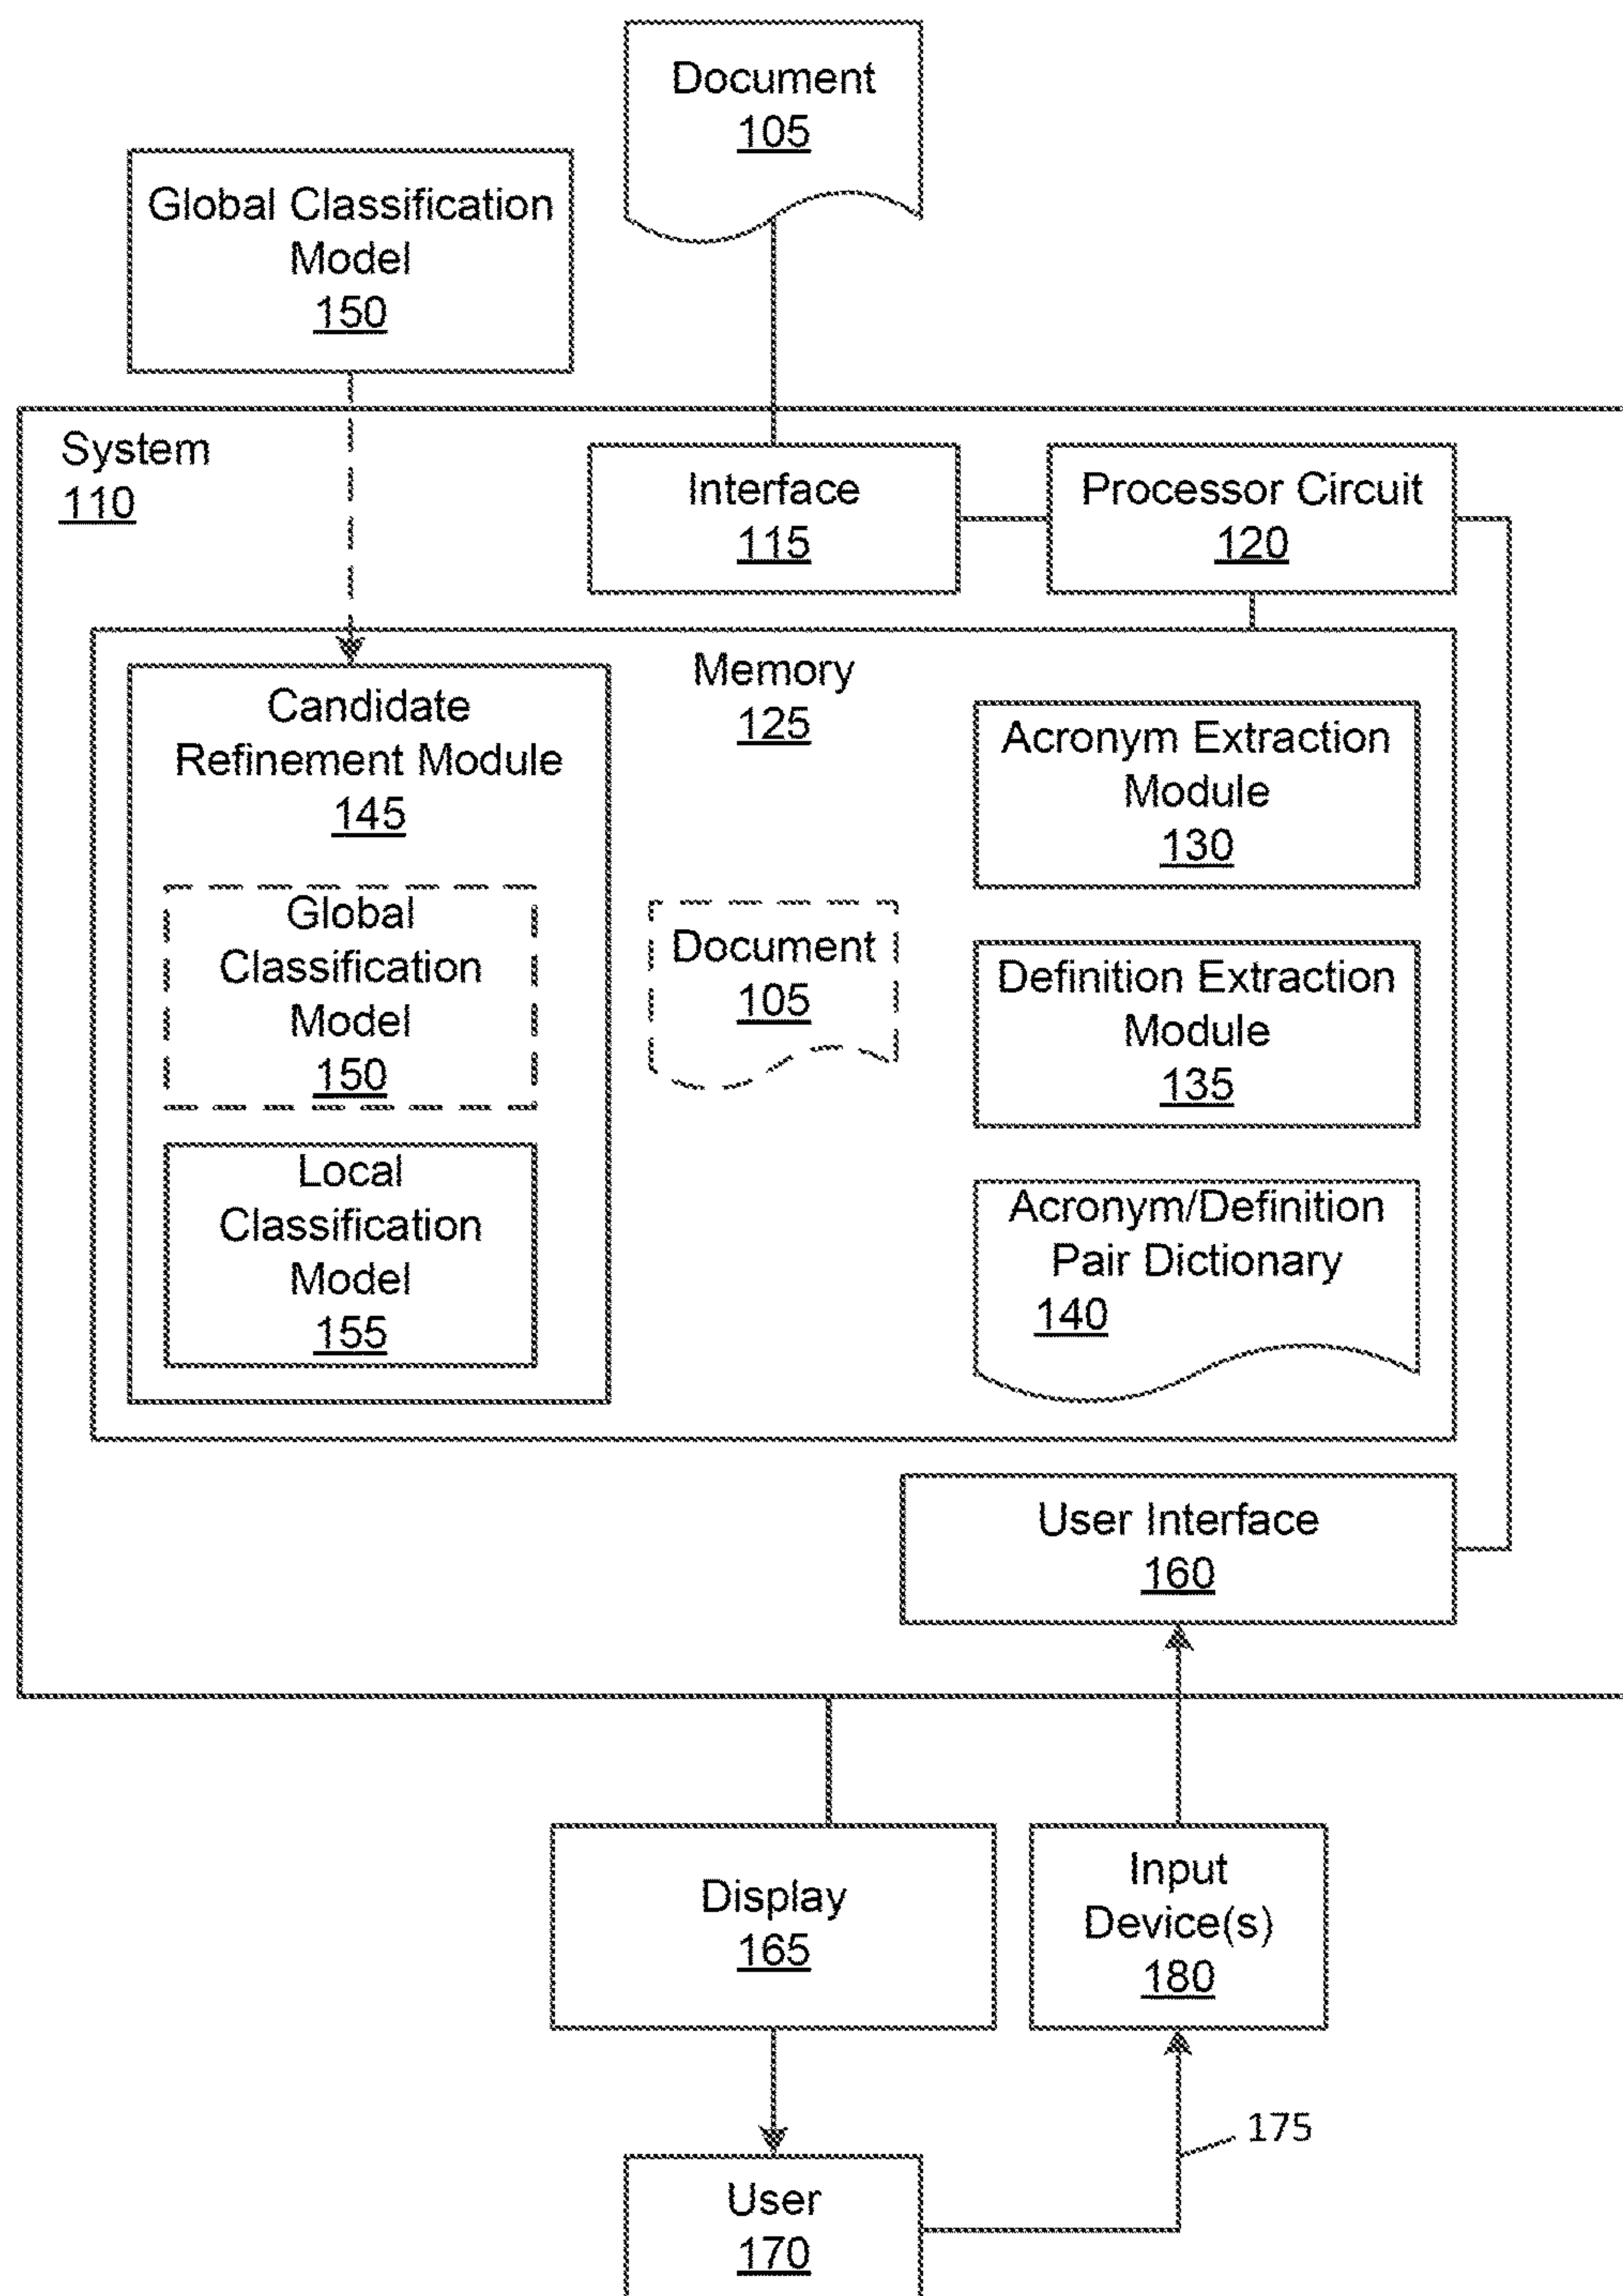 Document
105
Global Classification
Model
150
System
110
Interface
115
Processor Circuit
120
Memory
125
Candidate
Refinement Module
145
Global
Classification
Model
150
Local
Classification
Model
155
Document
105
Acronym Extraction
Module
130
Definition Extraction
Module
135
Acronym/Definition
Pair Dictionary
140
User Interface
160
Display
165
Input
Device(s)
180
175
User
170